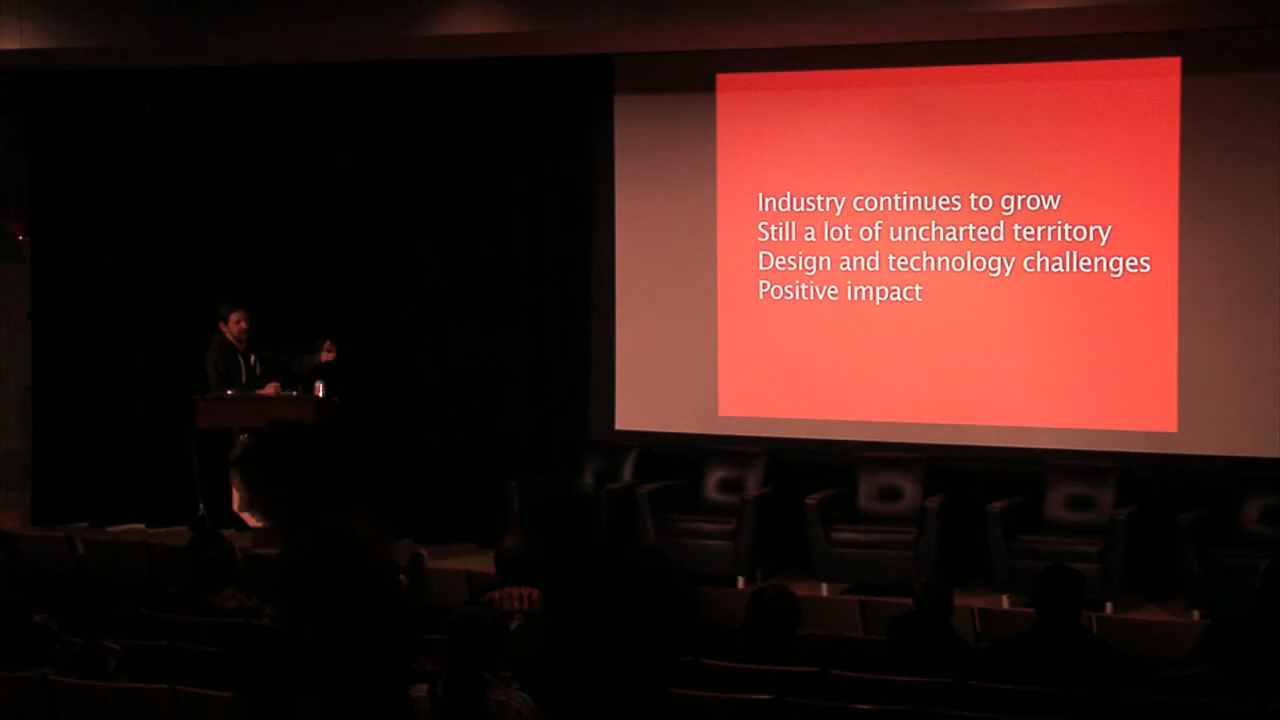 Industry continues to grow
Still a lot of uncharted territory
Design and technology challenges
Positive impact